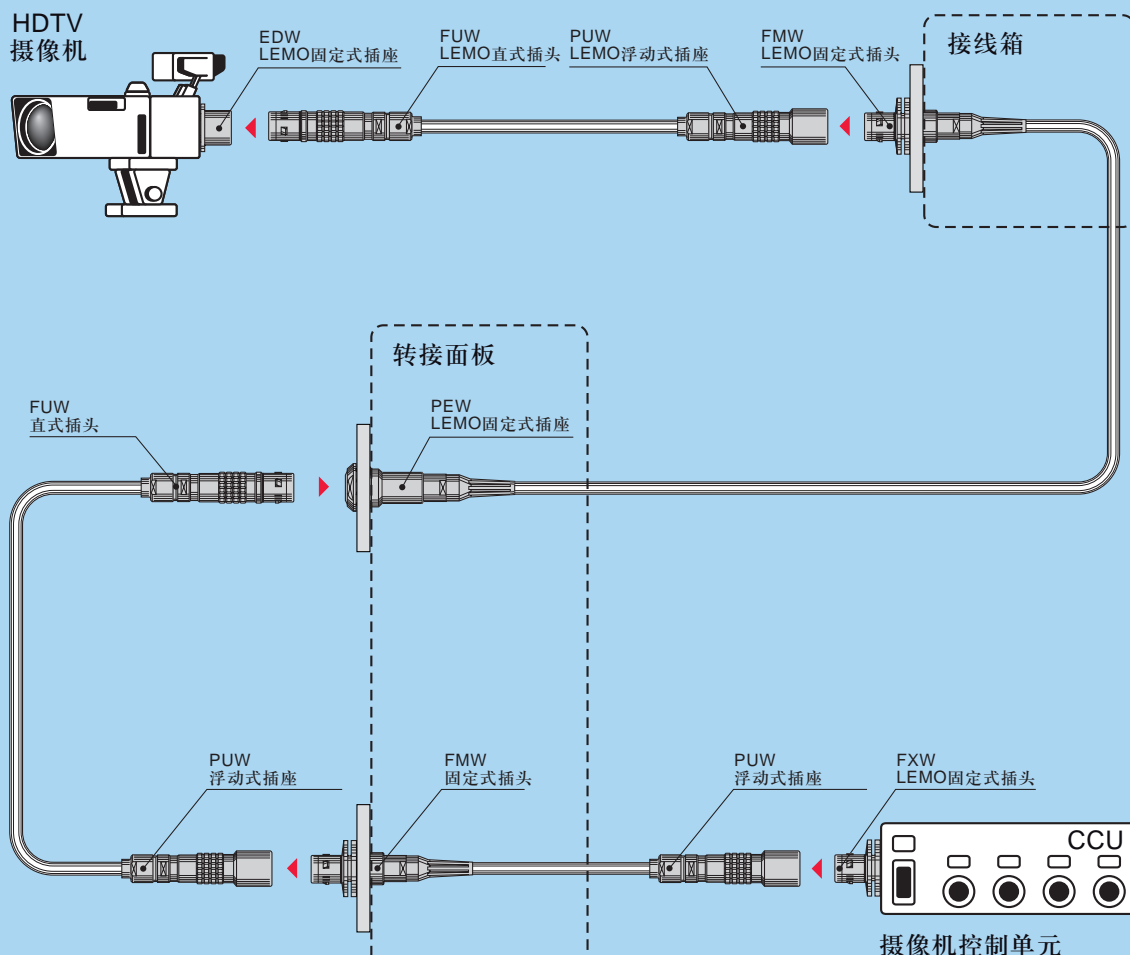 HDTV
摄像机
EDW
LEMO固定式插座
FUW
LEMO直式插头
PUW
LEMO浮动式插座
FMW
LEMO固定式插头
接线箱
转接面板
FUW
直式插头
PEW
LEMO固定式插座
PUW
浮动式插座
FMW
固定式插头
PUW
浮动式插座
FXW
LEMO固定式插头
CCU
摄像机控制单元